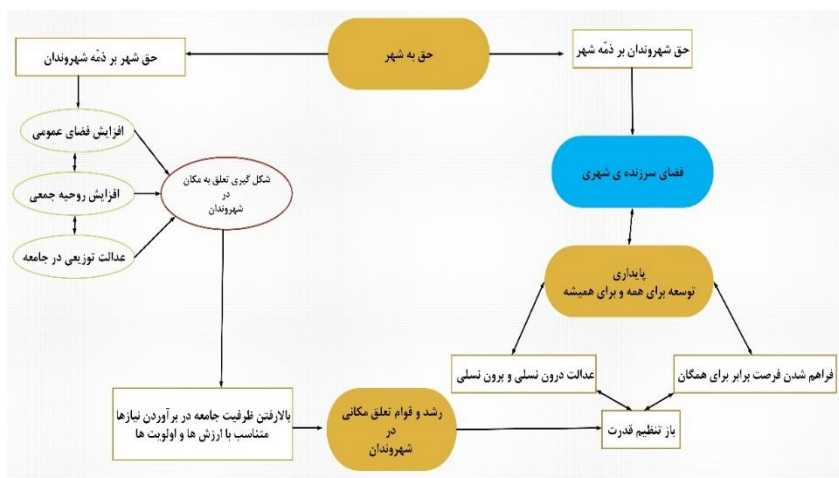 حق به شهر
حق شهروندان بر ذمّه شهر
حق شهر بر ذمّه شهروندان
افزایش فضای عمومی
افزایش روحیه جمعی
عدالت توزیعی در جامعه
شکل گیری تعلق به مکان
در
شهروندان
فضای سرزنده ی شهری
پایداری
توسعه برای همه و برای همیشه
عدالت درون نسلی و برون نسلی
فراهم شدن فرصت برابر برای همگان
باز تنظیم قدرت
رشد و قوام تعلق مکانی
در
شهروندان
بالارفتن ظرفیت جامعه در برآوردن نیازها
متناسب با ارزش ها و اولویت ها